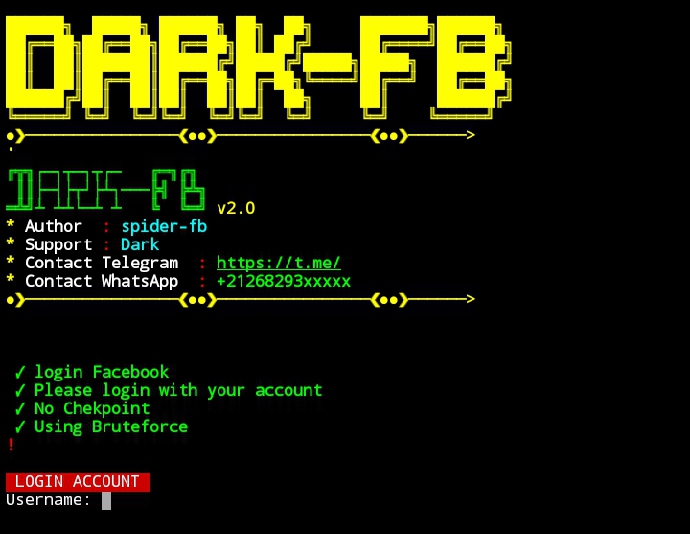 DARK-FB
DARK-FB v2.0
* Author : spider-fb
* Support : Dark
* Contact Telegram : https://t.me/
* Contact WhatsApp : +21268293xxxxx
✓ login Facebook
✓ Please login with your account
✓ No Chekpoint
✓ Using Bruteforce
!
LOGIN ACCOUNT
Username: